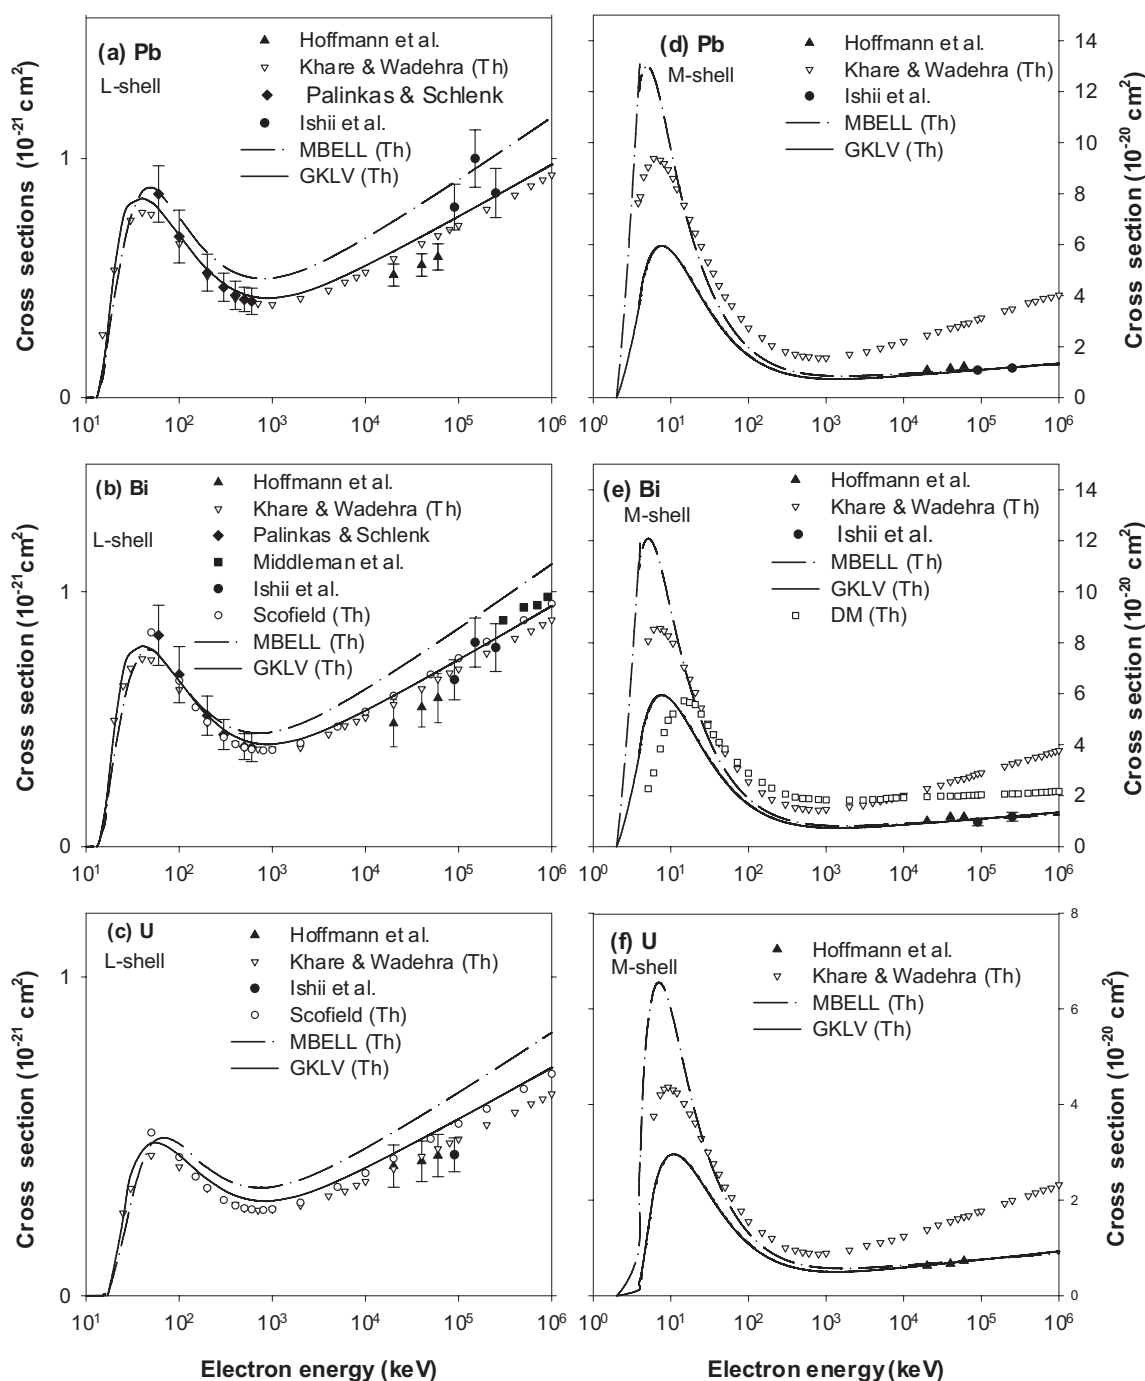 (a) Pb
L-shell
Hoffmann et al.
Khare & Wadehra (Th)
Palinkas & Schlenk
Ishii et al.
MBELL (Th)
GKLV (Th)
Cross sections (10⁻²¹ cm²)
1
0
10¹ 10² 10³ 10⁴ 10⁵ 10⁶
(d) Pb
M-shell
Hoffmann et al.
Khare & Wadehra (Th)
Ishii et al.
MBELL (Th)
GKLV (Th)
Cross section (10⁻²⁰ cm²)
14
12
10
8
6
4
2
0
10⁰ 10¹ 10² 10³ 10⁴ 10⁵ 10⁶
(b) Bi
L-shell
Hoffmann et al.
Khare & Wadehra (Th)
Palinkas & Schlenk
Middleman et al.
Ishii et al.
Scofield (Th)
MBELL (Th)
GKLV (Th)
Cross section (10⁻²¹ cm²)
1
0
10¹ 10² 10³ 10⁴ 10⁵ 10⁶
(e) Bi
M-shell
Hoffmann et al.
Khare & Wadehra (Th)
Ishii et al.
MBELL (Th)
GKLV (Th)
DM (Th)
Cross section (10⁻²⁰ cm²)
14
12
10
8
6
4
2
0
10⁰ 10¹ 10² 10³ 10⁴ 10⁵ 10⁶
(c) U
L-shell
Hoffmann et al.
Khare & Wadehra (Th)
Ishii et al.
Scofield (Th)
MBELL (Th)
GKLV (Th)
Cross section (10⁻²¹ cm²)
1
0
10¹ 10² 10³ 10⁴ 10⁵ 10⁶
Electron energy (keV)
(f) U
M-shell
Hoffmann et al.
Khare & Wadehra (Th)
MBELL (Th)
GKLV (Th)
Cross section (10⁻²⁰ cm²)
8
6
4
2
0
10⁰ 10¹ 10² 10³ 10⁴ 10⁵ 10⁶
Electron energy (keV)